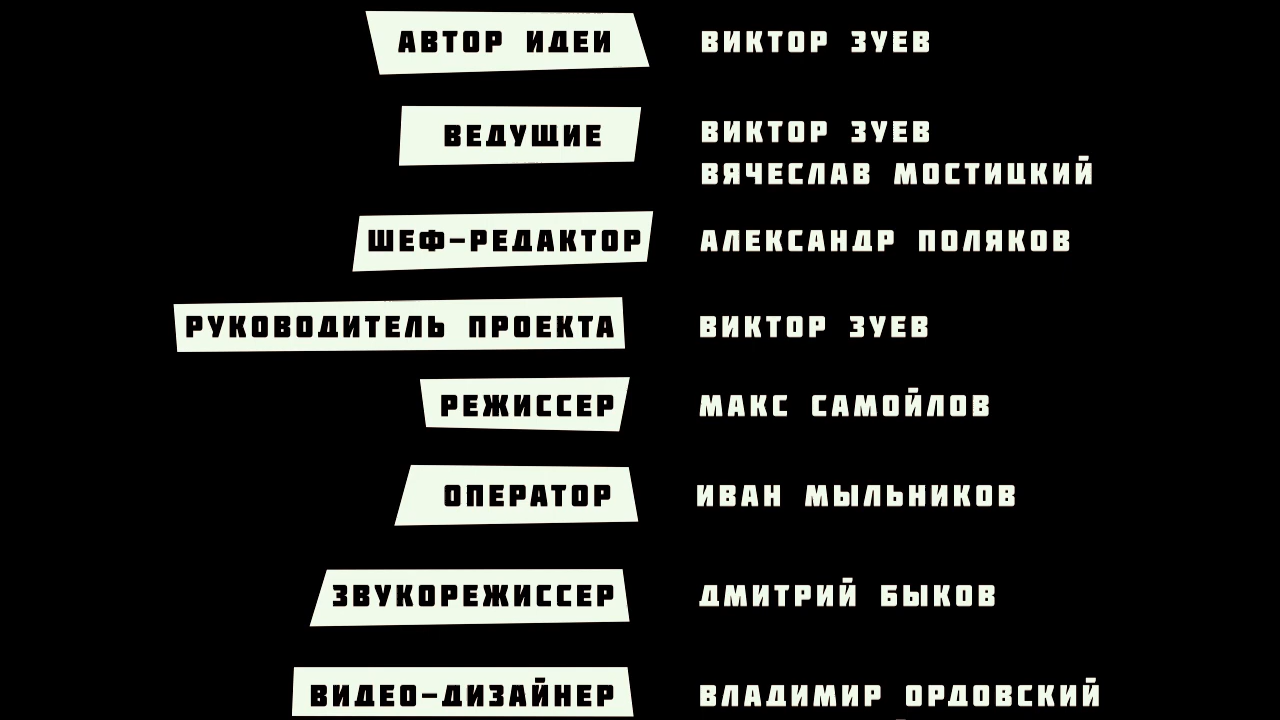 АВТОР ИДЕИ ВИКТОР ЗУЕВ
ВЕДУЩИЕ ВИКТОР ЗУЕВ
ВЯЧЕСЛАВ МОСТИЦКИЙ
ШЕФ-РЕДАКТОР АЛЕКСАНДР ПОЛЯКОВ
РУКОВОДИТЕЛЬ ПРОЕКТА ВИКТОР ЗУЕВ
РЕЖИССЕР МАКС САМОЙЛОВ
ОПЕРАТОР ИВАН МЫЛЬНИКОВ
ЗВУКОРЕЖИССЕР ДМИТРИЙ БЫКОВ
ВИДЕО-ДИЗАЙНЕР ВЛАДИМИР ОРДОВСКИЙ